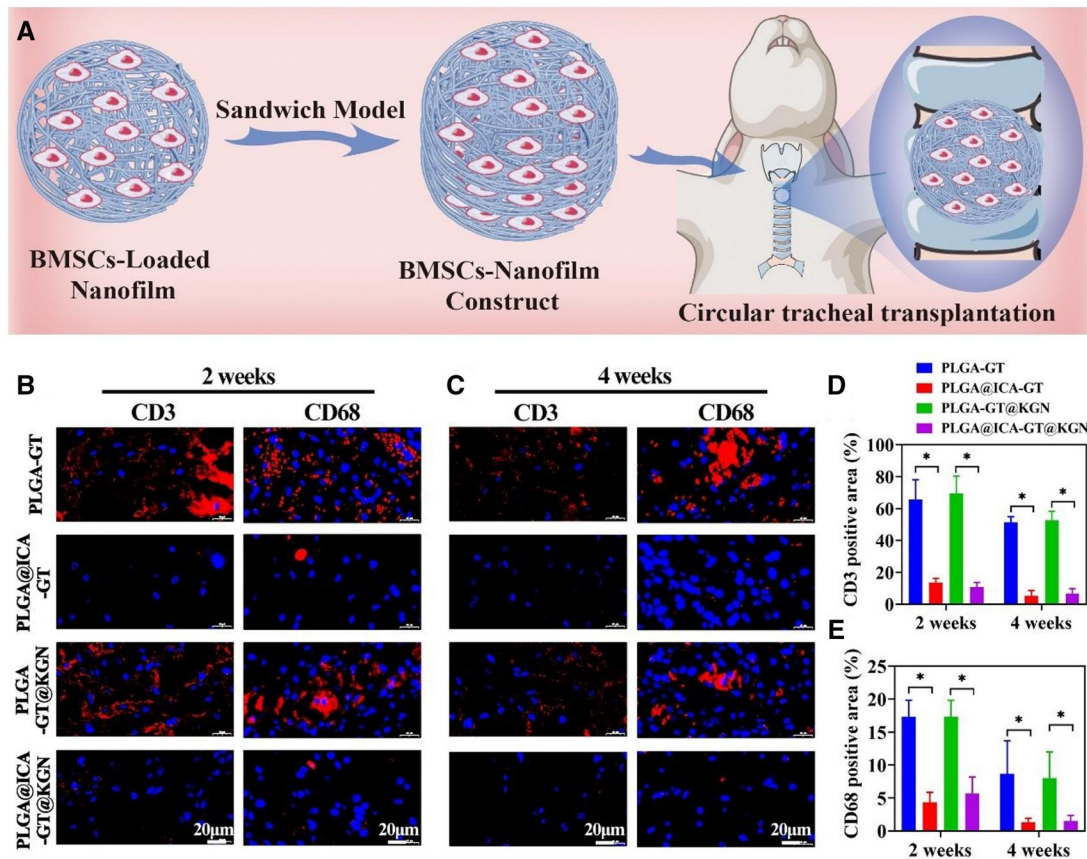 A
Sandwich Model
BMSCs-Loaded
Nanofilm
BMSCs-Nanofilm
Construct
Circular tracheal transplantation
B
2 weeks
CD3
CD68
C
4 weeks
CD3
CD68
PLGA-GT
PLGA@ICA
-GT
PLGA
-GT@KGN
PLGA@ICA
-GT@KGN
20μm
20μm
20μm
20μm
D
PLGA-GT
PLGA@ICA-GT
PLGA-GT@KGN
PLGA@ICA-GT@KGN
CD3 positive area (%)
100
80
60
40
20
0
* * * *
2 weeks 4 weeks
E
CD68 positive area (%)
25
20
15
10
5
0
* * * *
2 weeks 4 weeks